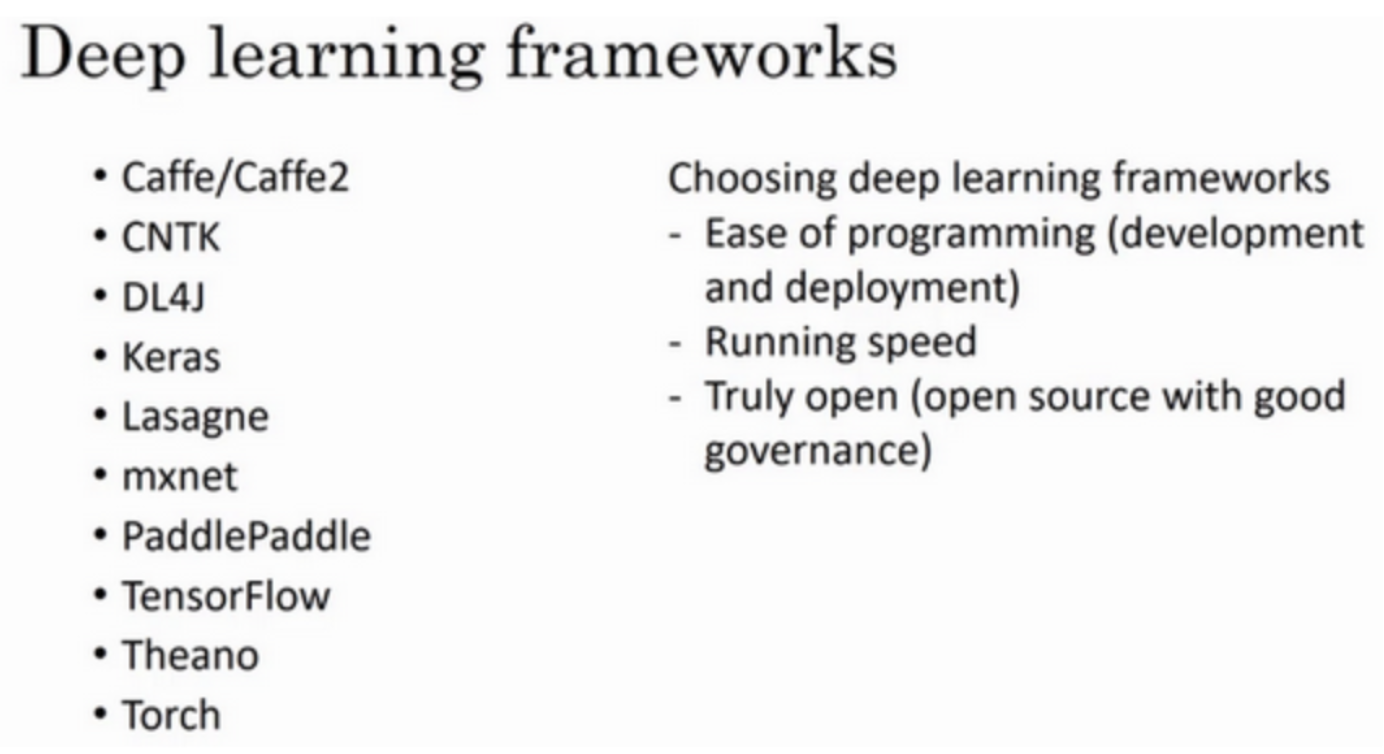 Deep learning frameworks
• Caffe/Caffe2
• CNTK
• DL4J
• Keras
• Lasagne
• mxnet
• PaddlePaddle
• TensorFlow
• Theano
• Torch
Choosing deep learning frameworks
- Ease of programming (development
and deployment)
- Running speed
- Truly open (open source with good
governance)